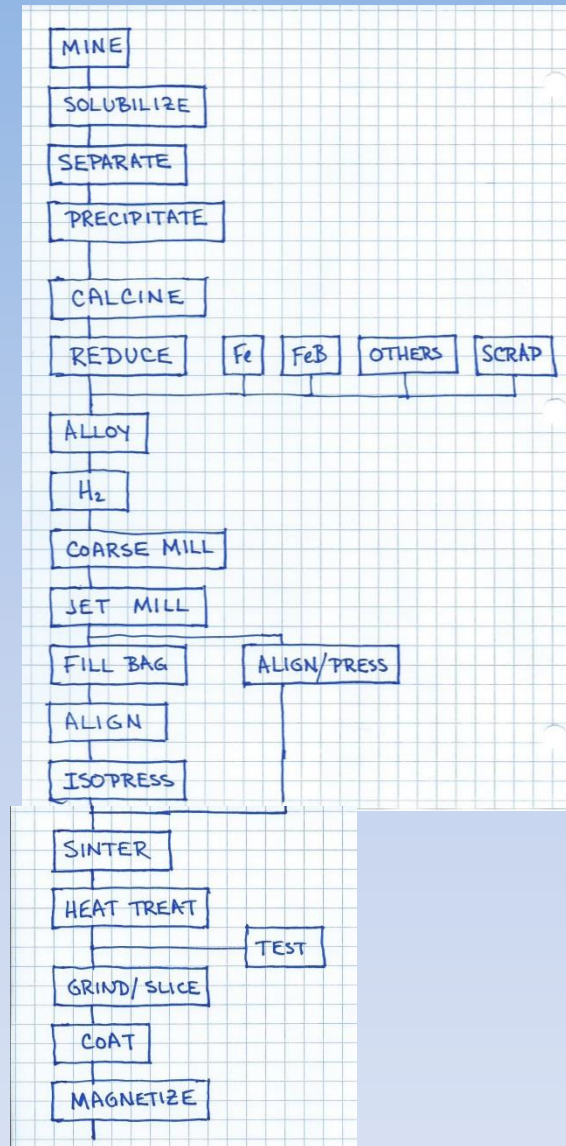 MINE
SOLUBILIZE
SEPARATE
PRECIPITATE
CALCINE
REDUCE Fe FeB OTHERS SCRAP
ALLOY
H₂
COARSE MILL
JET MILL
FILL BAG ALIGN/PRESS
ALIGN
ISOPRESS
SINTER
HEAT TREAT
TEST
GRIND/SLICE
COAT
MAGNETIZE